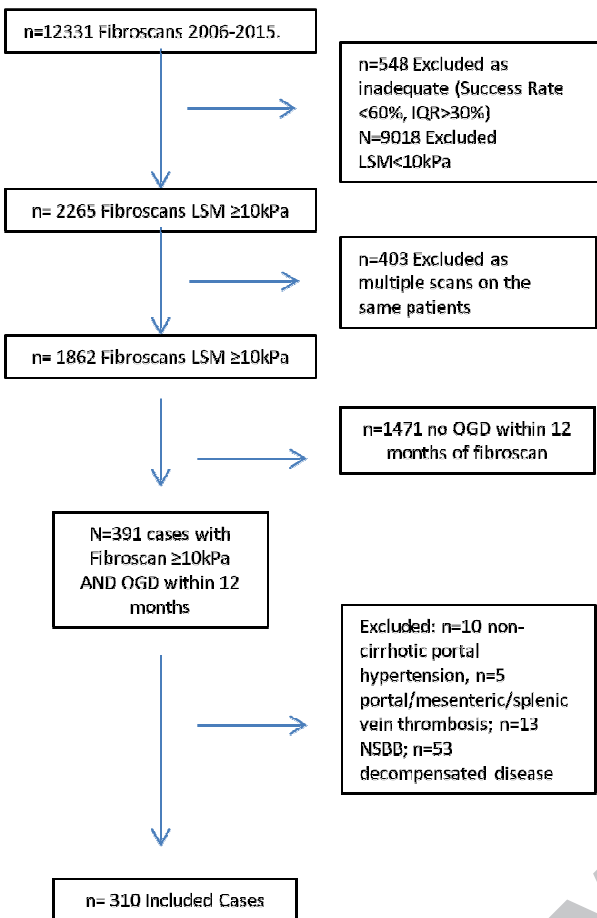 n=12331 Fibroscans 2006-2015.
n=548 Excluded as
inadequate (Success Rate
<60%, IQR>30%)
N=9018 Excluded
LSM<10kPa
n= 2265 Fibroscans LSM ≥10kPa
n=403 Excluded as
multiple scans on the
same patients
n= 1862 Fibroscans LSM ≥10kPa
n=1471 no OGD within 12
months of fibroscan
N=391 cases with
Fibroscan ≥10kPa
AND OGD within 12
months
Excluded: n=10 non-
cirrhotic portal
hypertension, n=5
portal/mesenteric/splenic
vein thrombosis; n=13
NSBB; n=53
decompensated disease
n= 310 Included Cases